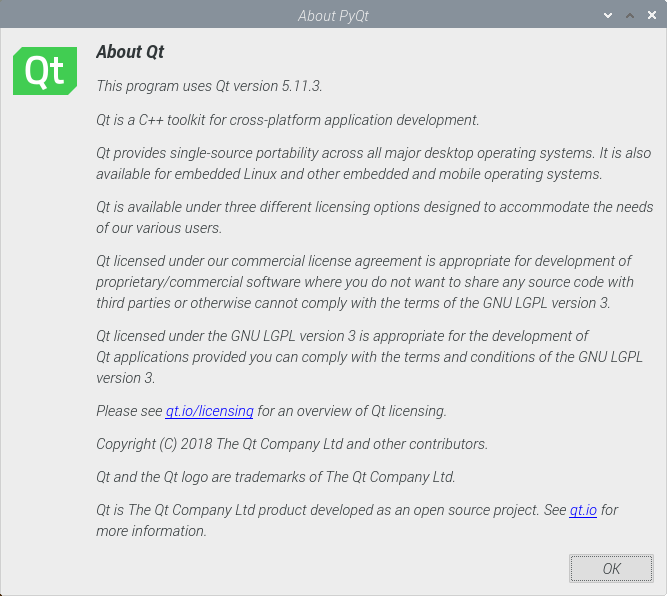 About PyQt
Qt
About Qt
This program uses Qt version 5.11.3.
Qt is a C++ toolkit for cross-platform application development.
Qt provides single-source portability across all major desktop operating systems. It is also
available for embedded Linux and other embedded and mobile operating systems.
Qt is available under three different licensing options designed to accommodate the needs
of our various users.
Qt licensed under our commercial license agreement is appropriate for development of
proprietary/commercial software where you do not want to share any source code with
third parties or otherwise cannot comply with the terms of the GNU LGPL version 3.
Qt licensed under the GNU LGPL version 3 is appropriate for the development of
Qt applications provided you can comply with the terms and conditions of the GNU LGPL
version 3.
Please see qt.io/licensing for an overview of Qt licensing.
Copyright (C) 2018 The Qt Company Ltd and other contributors.
Qt and the Qt logo are trademarks of The Qt Company Ltd.
Qt is The Qt Company Ltd product developed as an open source project. See qt.io for
more information.
OK